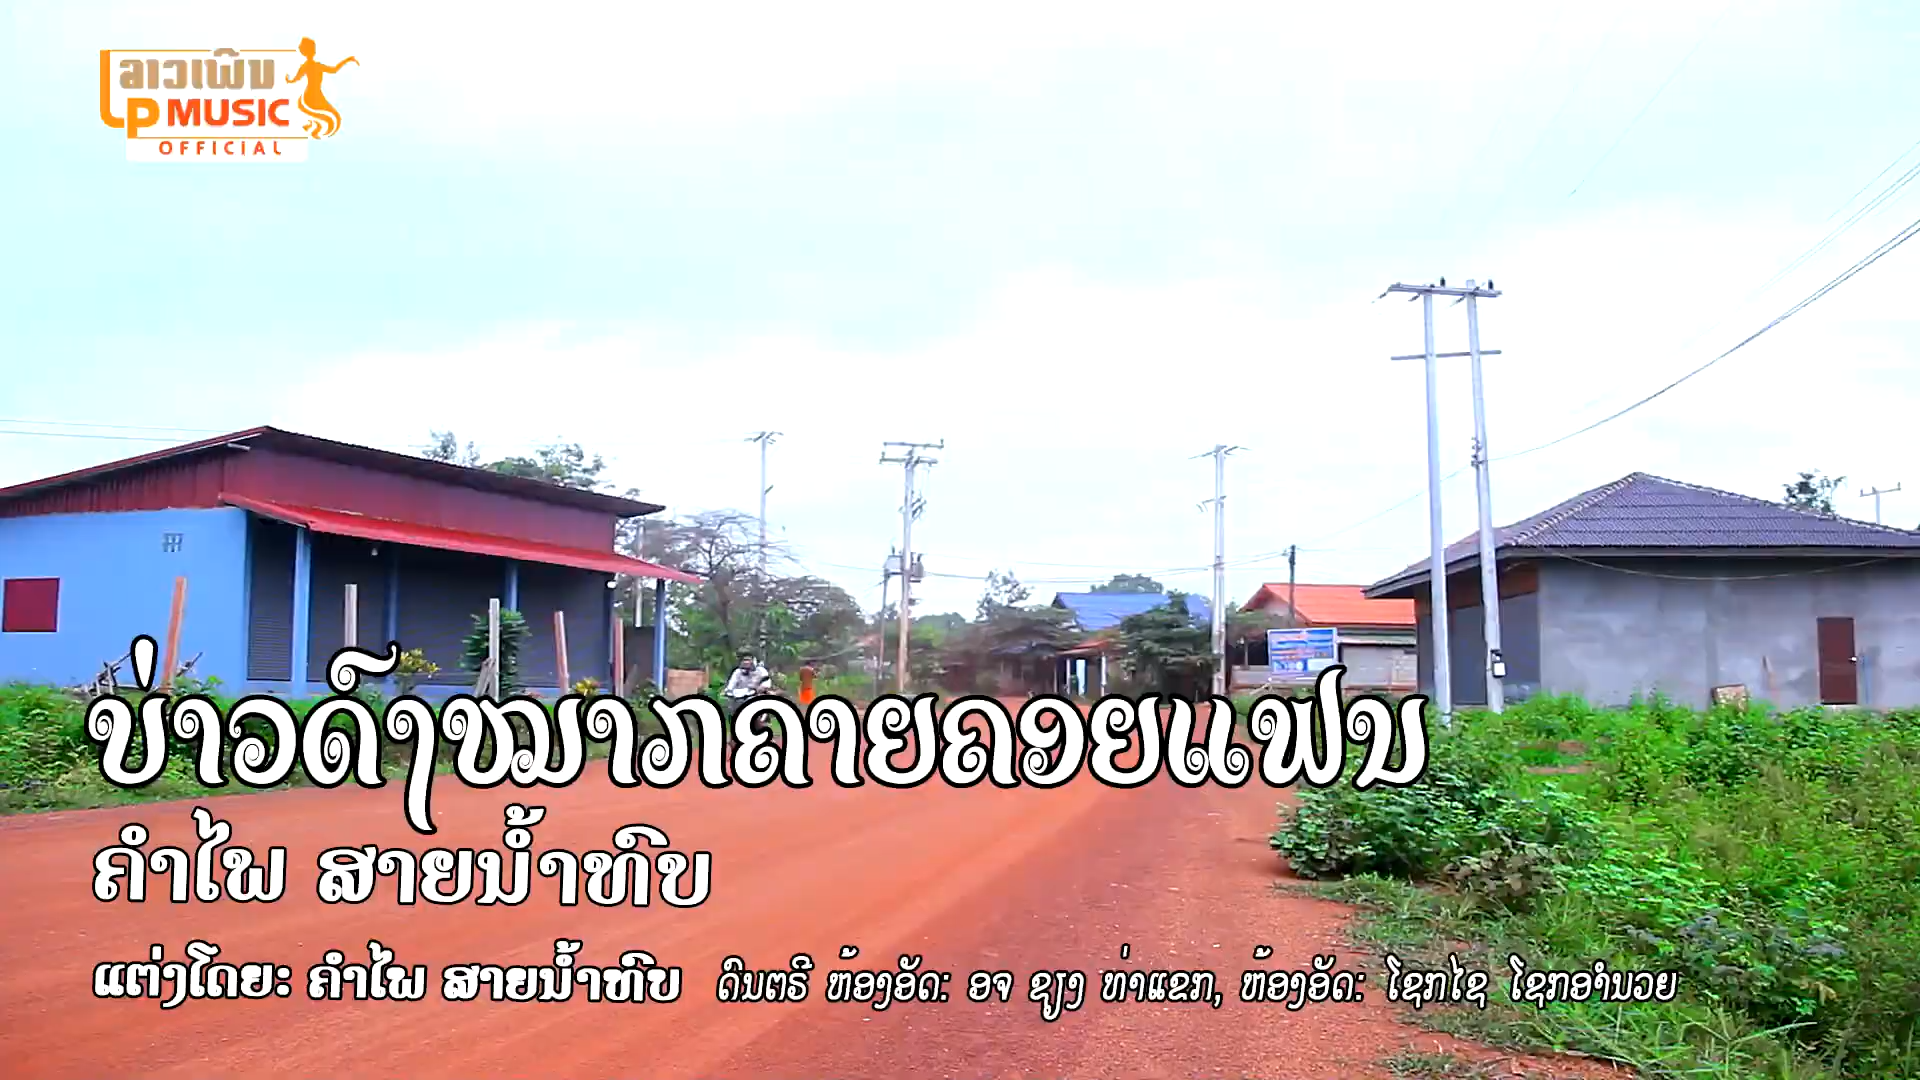 ລາວເພີນ
LP MUSIC
OFFICIAL
ບ່າວດົງໝາກຄາຍຄອຍແຟນ
ຄຳໄພ ສາຍນ້ຳທົບ
ແຕ່ງໂດຍະ ຄຳໄພ ສາຍນ້ຳທົບ ດົນຕຣີ ຫ້ອງອັດ: ອຈ ຊຽງ ທ່າແຂກ, ຫ້ອງອັດ: ໂຊກໄຊ ໂຊກອຳນວຍ